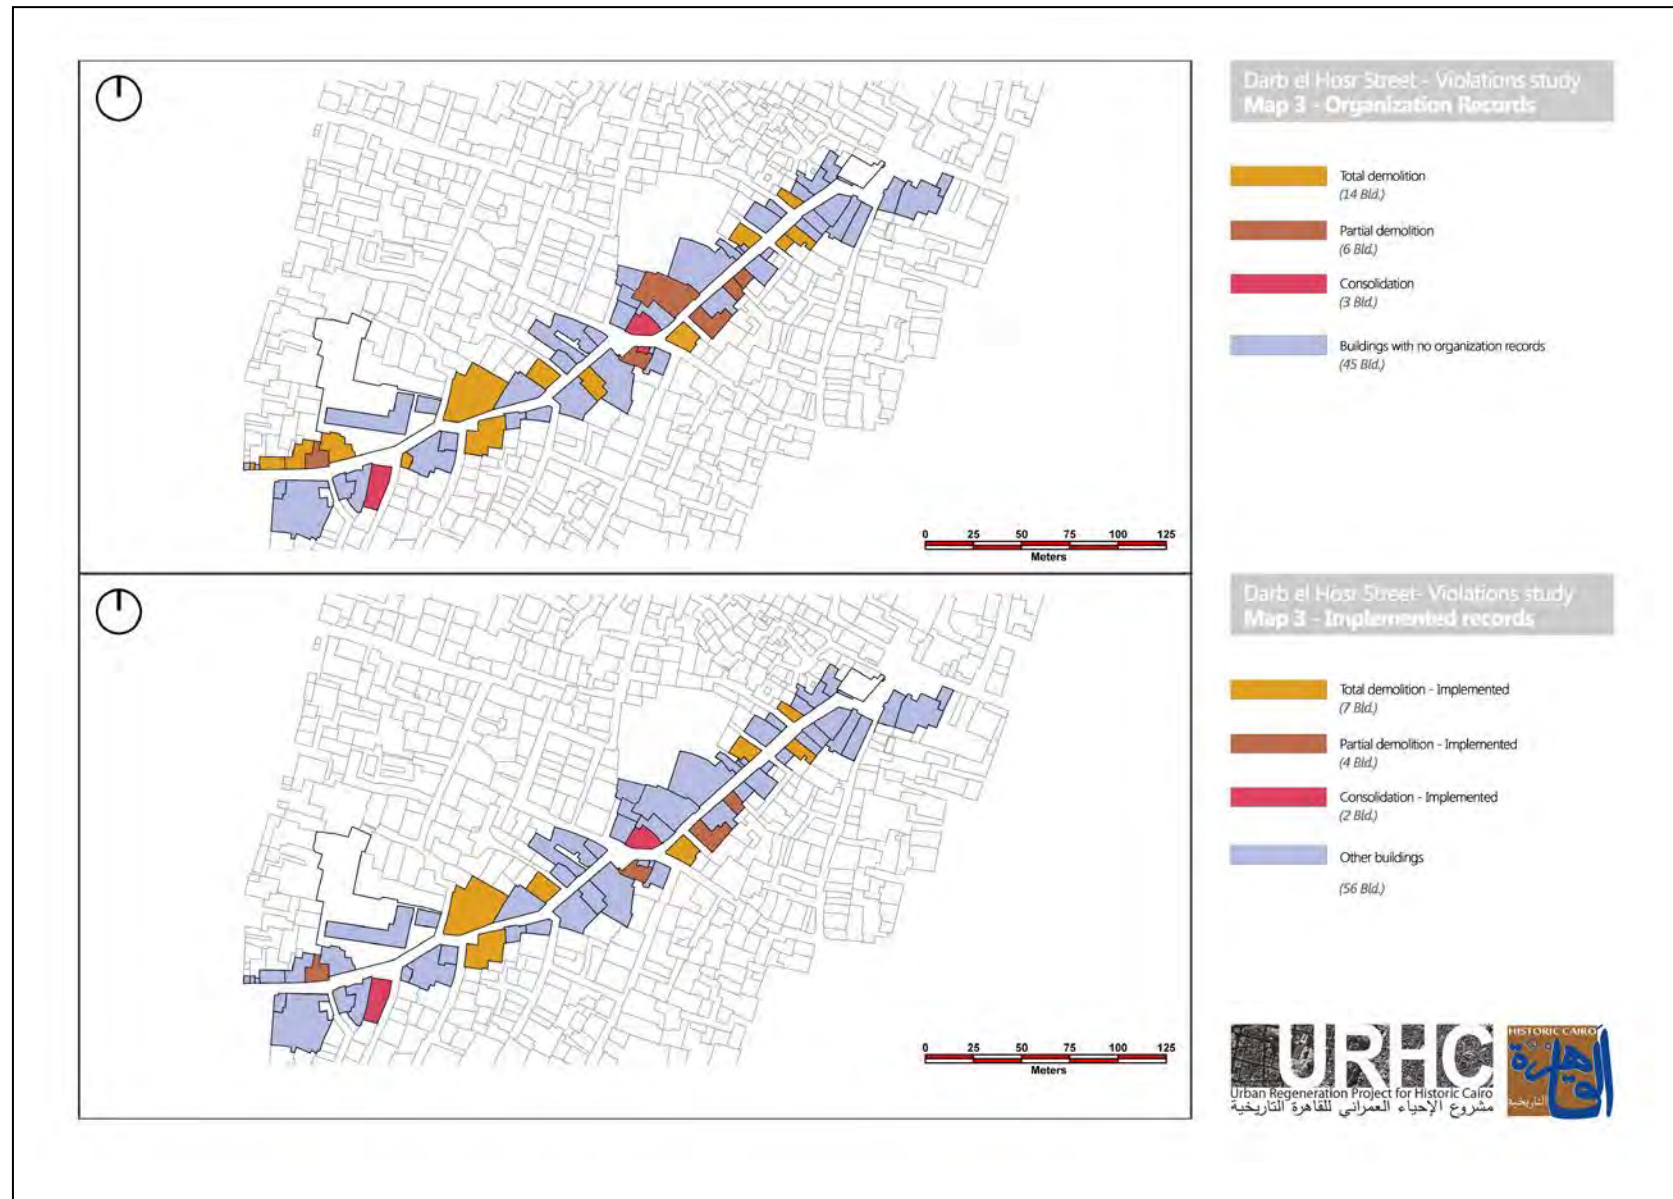 Darb el Hosr Street - Violations study
Map 3 - Organization Records
Total demolition
(14 Bld.)
Partial demolition
(6 Bld.)
Consolidation
(3 Bld.)
Buildings with no organization records
(45 Bld.)
0 25 50 75 100 125
Meters
Darb el Hosr Street- Violations study
Map 3 - Implemented records
Total demolition - Implemented
(7 Bld.)
Partial demolition - Implemented
(4 Bld.)
Consolidation - Implemented
(2 Bld.)
Other buildings
(56 Bld.)
0 25 50 75 100 125
Meters
URHC
Urban Regeneration Project for Historic Cairo
مشروع الإحياء العمراني للقاهرة التاريخية
HISTORIC CAIRO
القاهرة
التاريخية